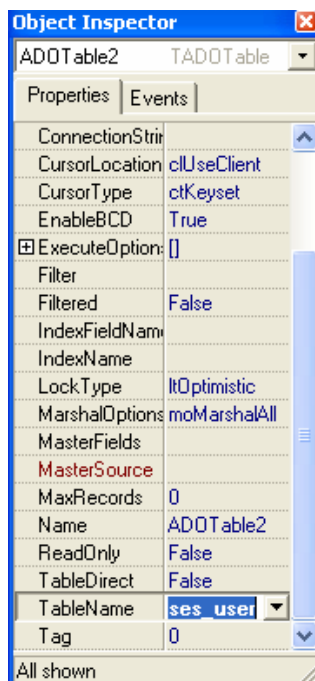 Object Inspector
ADOTable2 TADOTable
Properties Events
ConnectionStrin
CursorLocation clUseClient
CursorType ctKeyset
EnableBCD True
ExecuteOption: []
Filter
Filtered False
IndexFieldNam
IndexName
LockType ltOptimistic
MarshalOptions moMarshalAll
MasterFields
MasterSource
MaxRecords 0
Name ADOTable2
ReadOnly False
TableDirect False
TableName ses_user
Tag 0
All shown